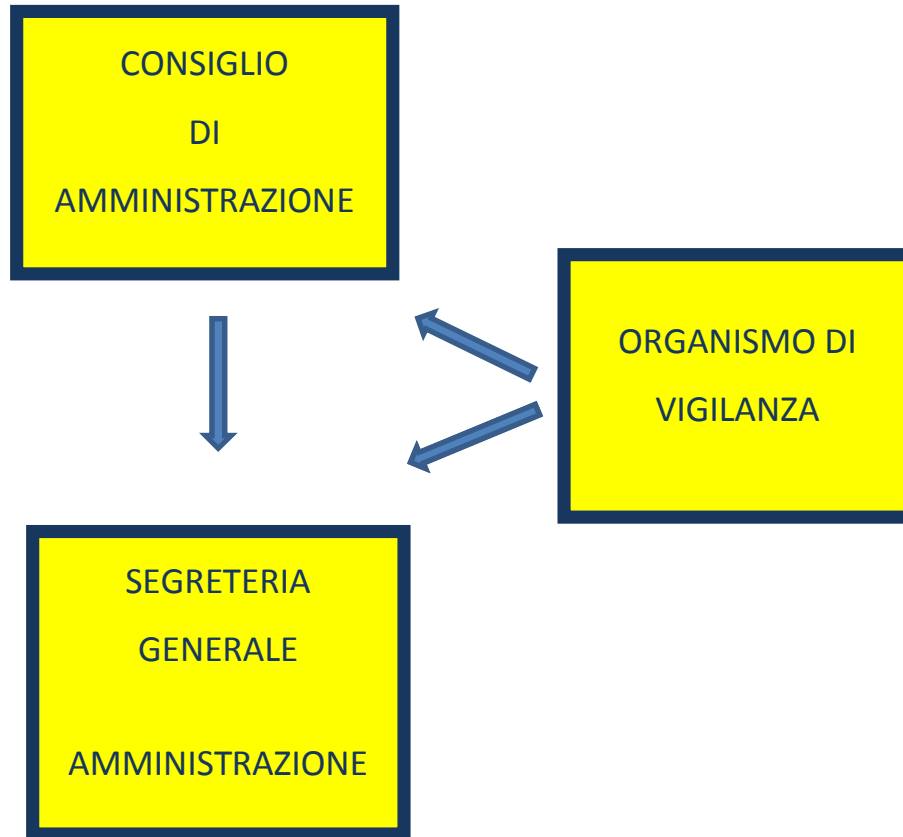 CONSIGLIO
DI
AMMINISTRAZIONE
ORGANISMO DI
VIGILANZA
SEGRETERIA
GENERALE
AMMINISTRAZIONE